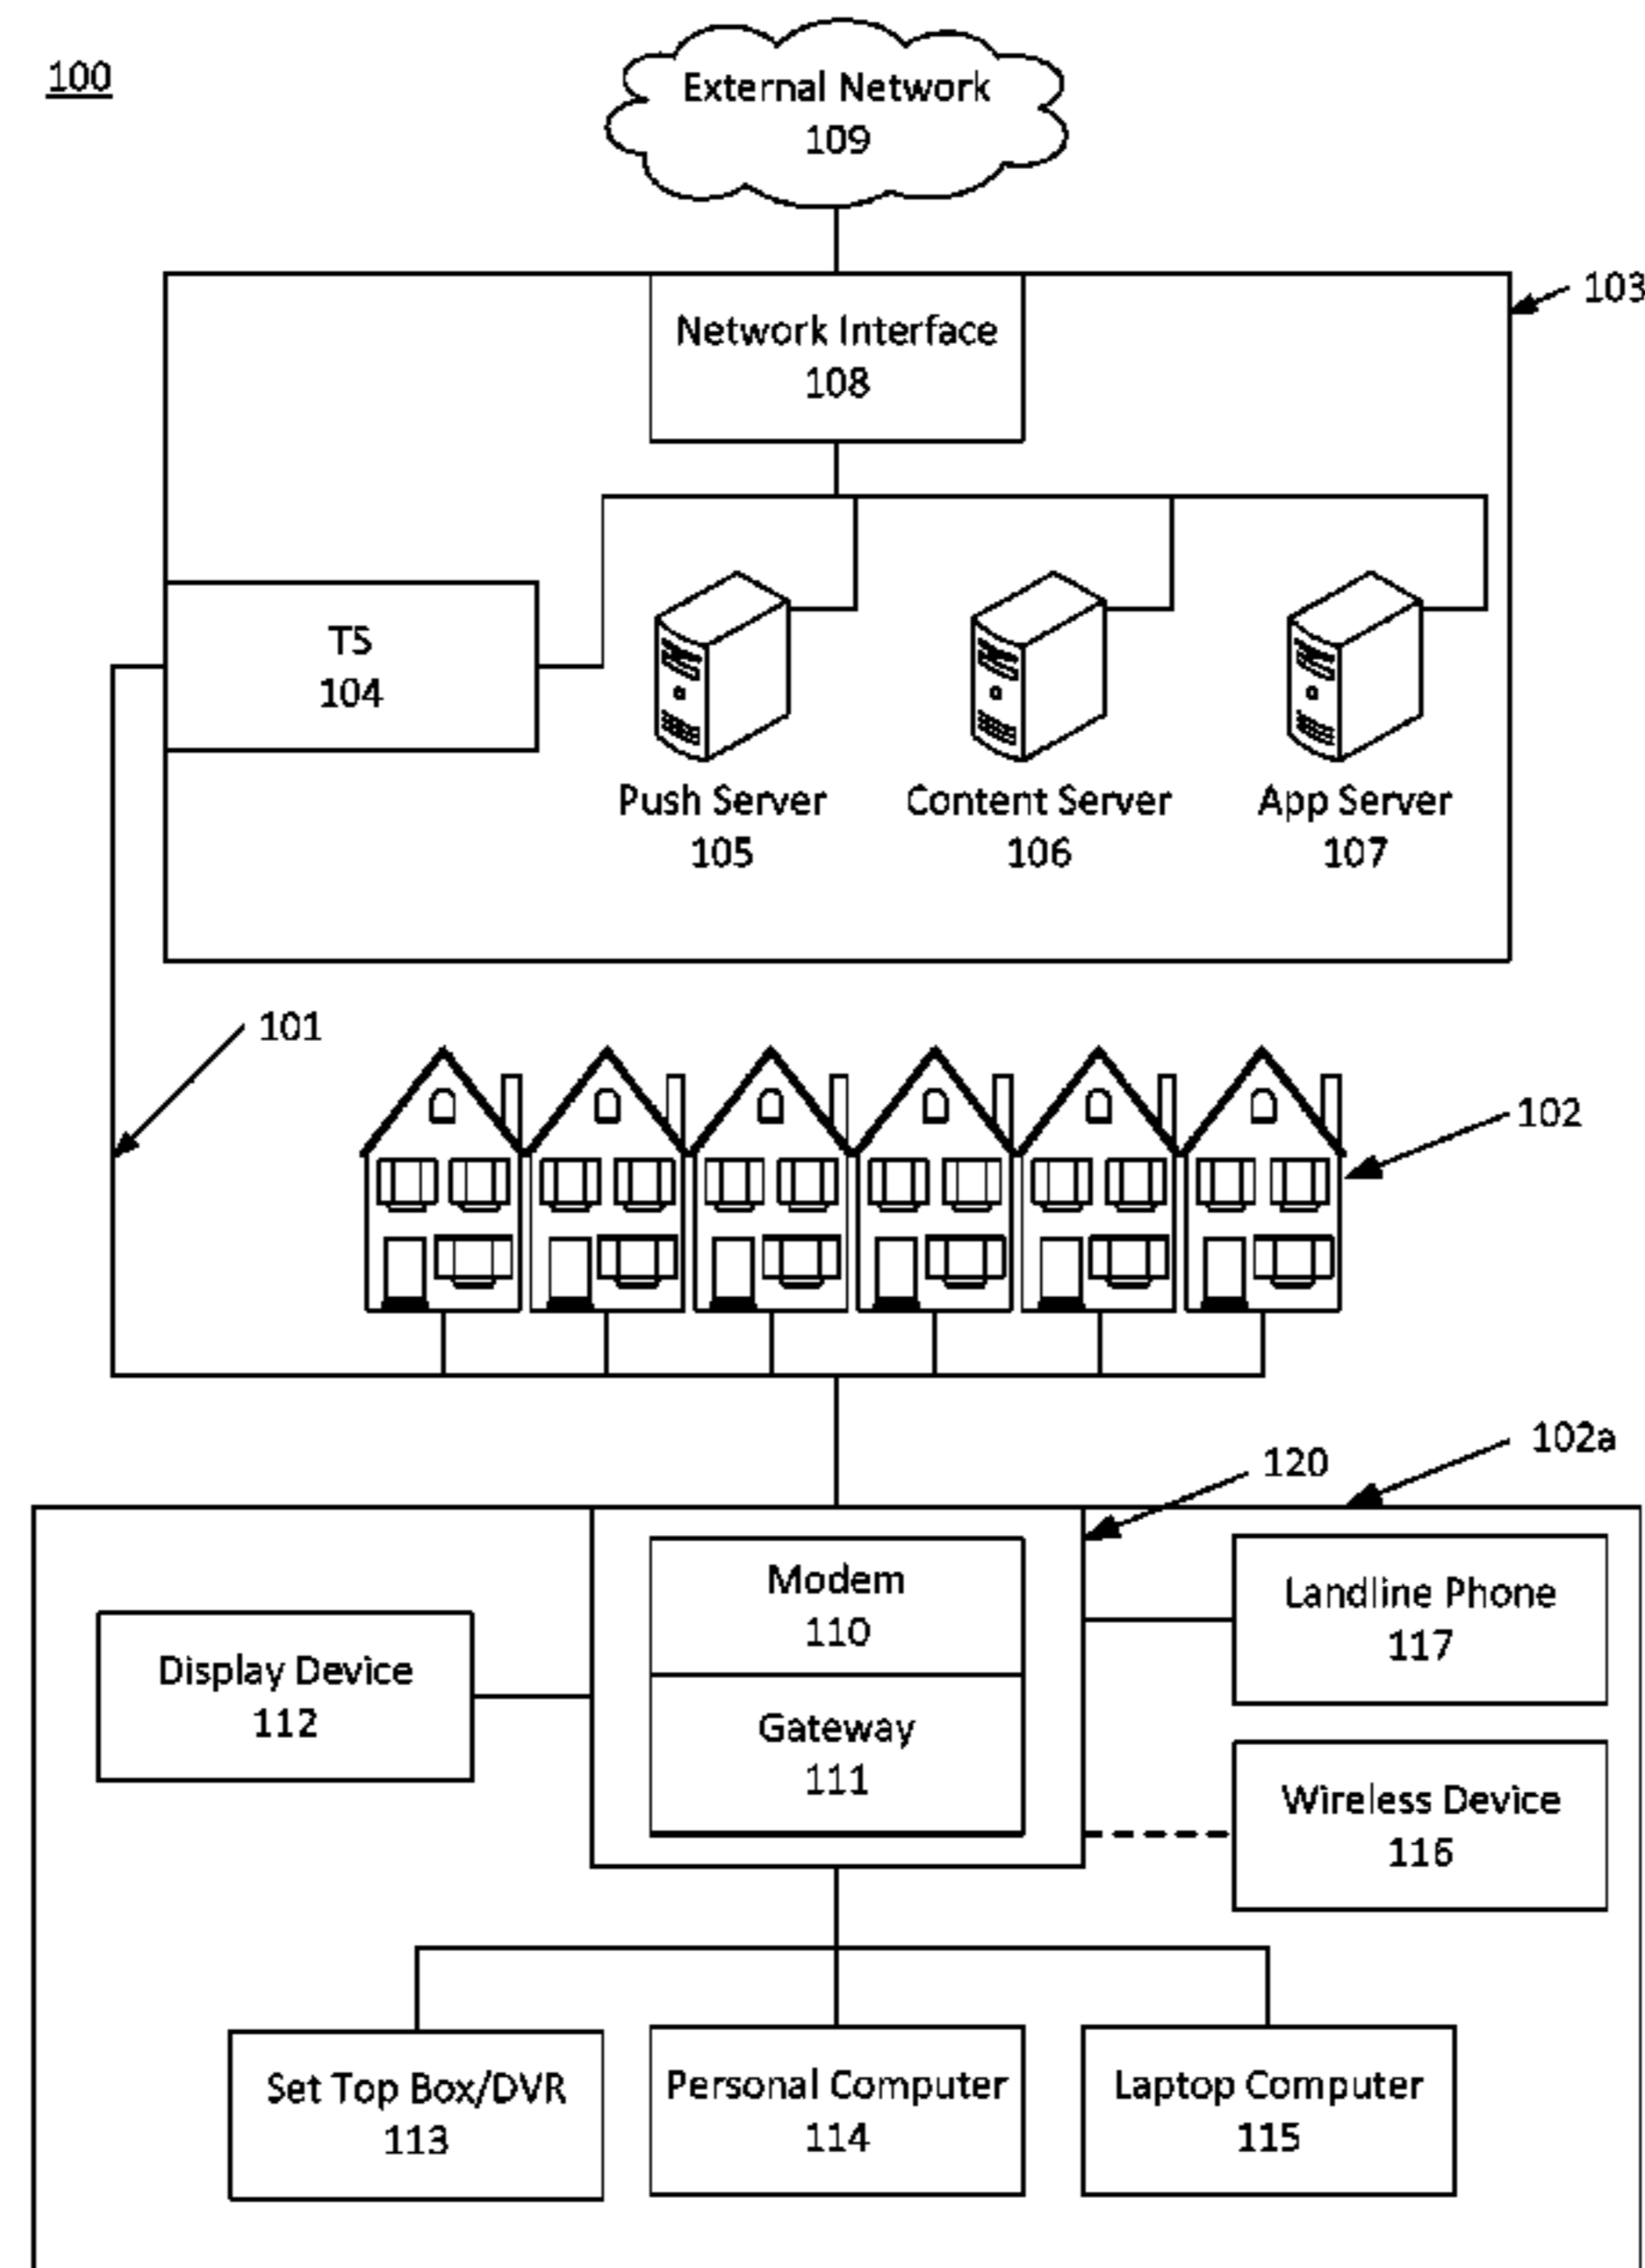 100
External Network
109
103
Network Interface
108
TS
104
Push Server
105
Content Server
106
App Server
107
101
102
102a
120
Modem
110
Landline Phone
117
Display Device
112
Gateway
111
Wireless Device
116
Set Top Box/DVR
113
Personal Computer
114
Laptop Computer
115